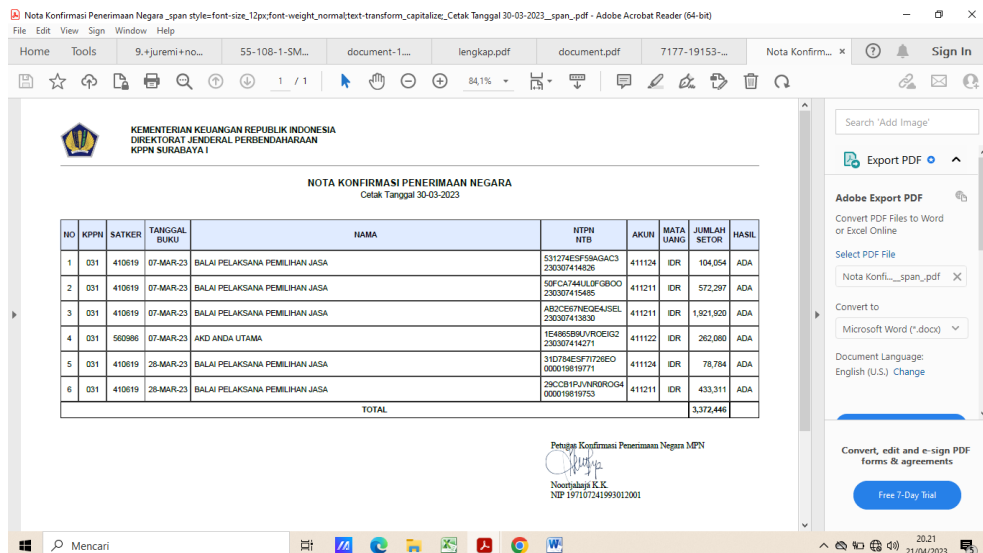 Nota Konfirmasi Penerimaan Negara _span style=font-size_12px;font-weight_normal;text-transform_capitalize;_Cetak Tanggal 30-03-2023__span_.pdf - Adobe Acrobat Reader (64-bit)
File Edit View Sign Window Help
Home Tools 9.+juremi+no... 55-108-1-SM... document-1.... lengkap.pdf document.pdf 7177-19153-... Nota Konfirm... × Sign In
1 / 1 84,1%
KEMENTERIAN KEUANGAN REPUBLIK INDONESIA
DIREKTORAT JENDERAL PERBENDAHARAAN
KPPN SURABAYA I
NOTA KONFIRMASI PENERIMAAN NEGARA
Cetak Tanggal 30-03-2023
NO KPPN SATKER TANGGAL BUKU NAMA NTPN NTB AKUN MATA UANG JUMLAH SETOR HASIL
1 031 410619 07-MAR-23 BALAI PELAKSANA PEMILIHAN JASA 531274ESF59AGAC3 230307414826 411124 IDR 104,054 ADA
2 031 410619 07-MAR-23 BALAI PELAKSANA PEMILIHAN JASA 50FCA744UL0FGBOO 230307415485 411211 IDR 572,297 ADA
3 031 410619 07-MAR-23 BALAI PELAKSANA PEMILIHAN JASA AB2CE67NEQE4JSEL 230307413830 411211 IDR 1,921,920 ADA
4 031 560986 07-MAR-23 AKD ANDA UTAMA 1E4865B9UVROEIG2 230307414271 411122 IDR 262,080 ADA
5 031 410619 28-MAR-23 BALAI PELAKSANA PEMILIHAN JASA 31D784ESF7I726EO 000019819771 411124 IDR 78,784 ADA
6 031 410619 28-MAR-23 BALAI PELAKSANA PEMILIHAN JASA 29CCB1PJVNR0ROG4 000019819753 411211 IDR 433,311 ADA
TOTAL 3,372,446
Petugas Konfirmasi Penerimaan Negara MPN
Noortjahaja K.K.
NIP 197107241993012001
Search 'Add Image'
Export PDF
Adobe Export PDF
Convert PDF Files to Word
or Excel Online
Select PDF File
Nota Konfi...__span_.pdf ×
Convert to
Microsoft Word (*.docx)
Document Language:
English (U.S.) Change
Convert, edit and e-sign PDF
forms & agreements
Free 7-Day Trial
Mencari
20.21
21/04/2023